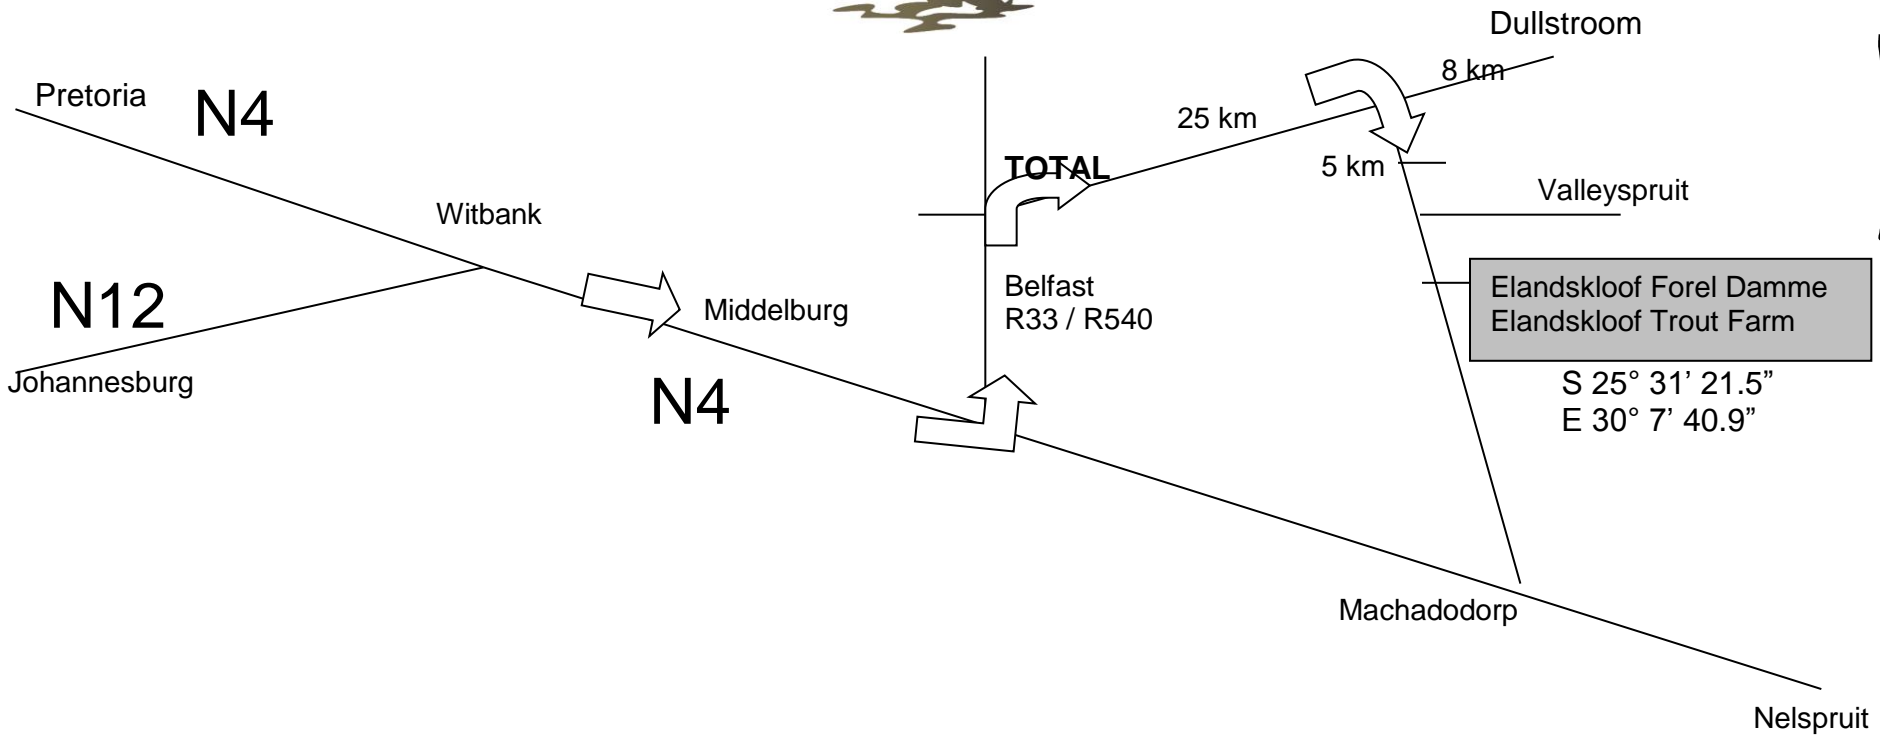 Dullstroom
8 km
Pretoria
N4
25 km
TOTAL
5 km
Valleyspruit
Witbank
N12
Belfast
R33 / R540
Elandskloof Forel Damme
Elandskloof Trout Farm
Middelburg
Johannesburg
N4
S 25° 31’ 21.5”
E 30° 7’ 40.9”
Machadodorp
Nelspruit